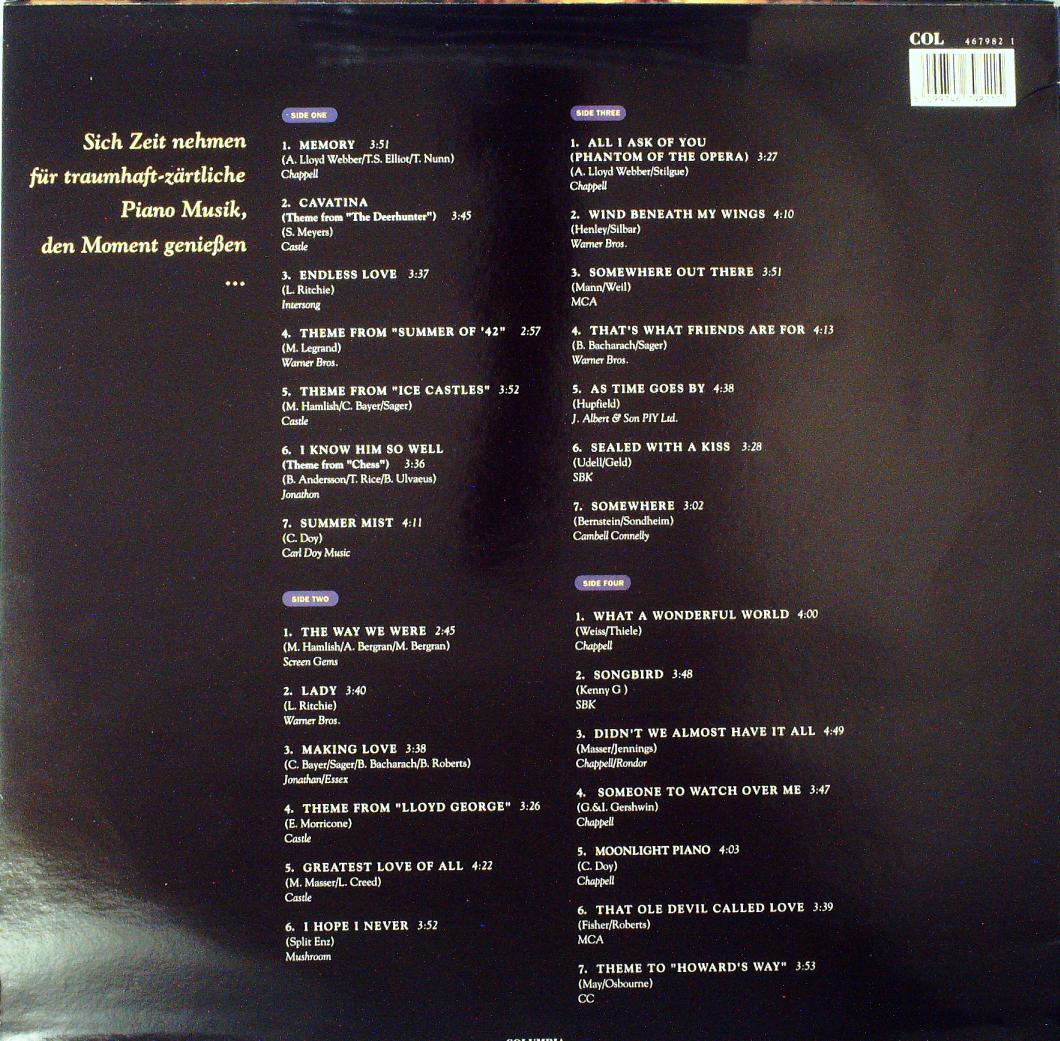 COL 467982 1
Sich Zeit nehmen
für traumhaft-zärtliche
Piano Musik,
den Moment genießen
...
SIDE ONE
1. MEMORY 3:51
(A. Lloyd Webber/T.S. Elliot/T. Nunn)
Chappell
2. CAVATINA
(Theme from "The Deerhunter") 3:45
(S. Meyers)
Castle
3. ENDLESS LOVE 3:37
(L. Ritchie)
Intersong
4. THEME FROM "SUMMER OF '42" 2:57
(M. Legrand)
Warner Bros.
5. THEME FROM "ICE CASTLES" 3:52
(M. Hamlish/C. Bayer/Sager)
Castle
6. I KNOW HIM SO WELL
(Theme from "Chess") 3:36
(B. Andersson/T. Rice/B. Ulvaeus)
Jonathon
7. SUMMER MIST 4:11
(C. Doy)
Carl Doy Music
SIDE TWO
1. THE WAY WE WERE 2:45
(M. Hamlish/A. Bergran/M. Bergran)
Screen Gems
2. LADY 3:40
(L. Ritchie)
Warner Bros.
3. MAKING LOVE 3:38
(C. Bayer/Sager/B. Bacharach/B. Roberts)
Jonathan/Essex
4. THEME FROM "LLOYD GEORGE" 3:26
(E. Morricone)
Castle
5. GREATEST LOVE OF ALL 4:22
(M. Masser/L. Creed)
Castle
6. I HOPE I NEVER 3:52
(Split Enz)
Mushroom
SIDE THREE
1. ALL I ASK OF YOU
(PHANTOM OF THE OPERA) 3:27
(A. Lloyd Webber/Stilgue)
Chappell
2. WIND BENEATH MY WINGS 4:10
(Henley/Silbar)
Warner Bros.
3. SOMEWHERE OUT THERE 3:51
(Mann/Weil)
MCA
4. THAT'S WHAT FRIENDS ARE FOR 4:13
(B. Bacharach/Sager)
Warner Bros.
5. AS TIME GOES BY 4:38
(Hupfield)
J. Albert & Son PIY Ltd.
6. SEALED WITH A KISS 3:28
(Udell/Geld)
SBK
7. SOMEWHERE 3:02
(Bernstein/Sondheim)
Cambell Connelly
SIDE FOUR
1. WHAT A WONDERFUL WORLD 4:00
(Weiss/Thiele)
Chappell
2. SONGBIRD 3:48
(Kenny G )
SBK
3. DIDN'T WE ALMOST HAVE IT ALL 4:49
(Masser/Jennings)
Chappell/Rondor
4. SOMEONE TO WATCH OVER ME 3:47
(G.&I. Gershwin)
Chappell
5. MOONLIGHT PIANO 4:03
(C. Doy)
Chappell
6. THAT OLE DEVIL CALLED LOVE 3:39
(Fisher/Roberts)
MCA
7. THEME TO "HOWARD'S WAY" 3:53
(May/Osbourne)
CC
COLUMBIA